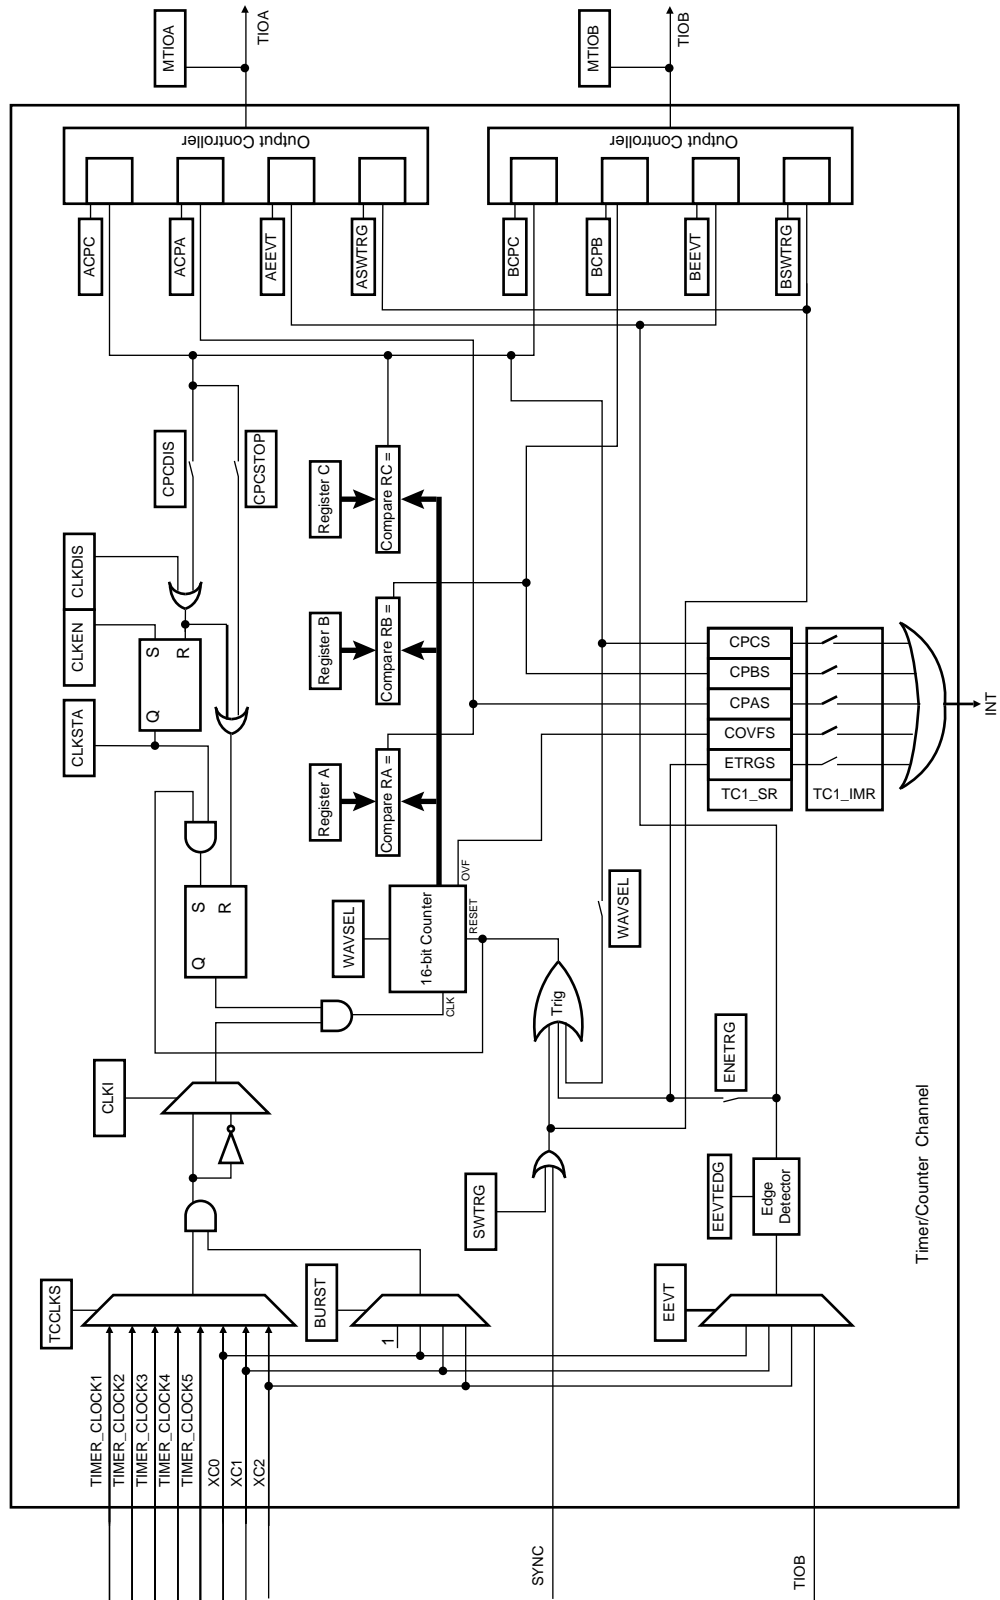 TIMER_CLOCK1
TIMER_CLOCK2
TIMER_CLOCK3
TIMER_CLOCK4
TIMER_CLOCK5
XC0
XC1
XC2
TCCLKS
CLKI
CLKSTA
CLKEN
CLKDIS
Q
S
R
Q
S
R
CPCDIS
CPCSTOP
ACPC
ACPA
AEEVT
ASWTRG
Output Controller
MTIOA
TIOA
BURST
1
WAVSEL
16-bit Counter
CLK
RESET
OVF
Register A
Register B
Register C
Compare RA =
Compare RB =
Compare RC =
BCPC
BCPB
BEEVT
BSWTRG
Output Controller
MTIOB
TIOB
SYNC
SWTRG
Trig
WAVSEL
EEVT
EEVTEDG
Edge
Detector
ENETRG
CPCS
CPBS
CPAS
COVFS
ETRGS
TC1_SR
TC1_IMR
INT
TIOB
Timer/Counter Channel